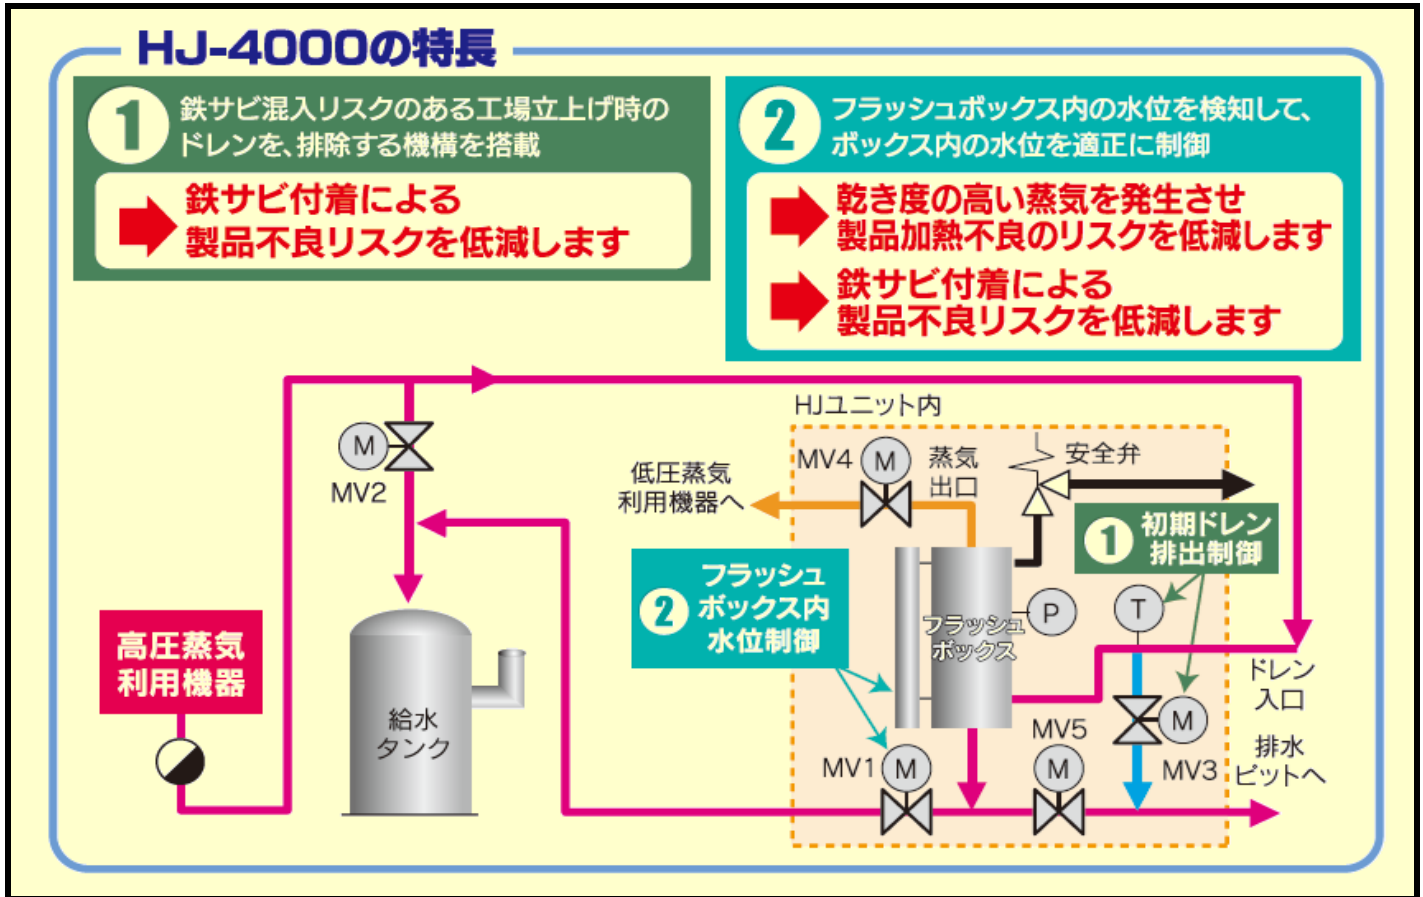 HJ-4000の特長
1
鉄サビ混入リスクのある工場立上げ時の
ドレンを、排除する機構を搭載
鉄サビ付着による
製品不良リスクを低減します
2
フラッシュボックス内の水位を検知して、
ボックス内の水位を適正に制御
乾き度の高い蒸気を発生させ
製品加熱不良のリスクを低減します
鉄サビ付着による
製品不良リスクを低減します
HJユニット内
M
MV2
低圧蒸気
利用機器へ
MV4
M
蒸気
出口
安全弁
1
初期ドレン
排出制御
2
フラッシュ
ボックス内
水位制御
フラッシュ
ボックス
P
T
高圧蒸気
利用機器
給水
タンク
ドレン
入口
MV1
M
MV5
M
M
MV3
排水
ピットへ